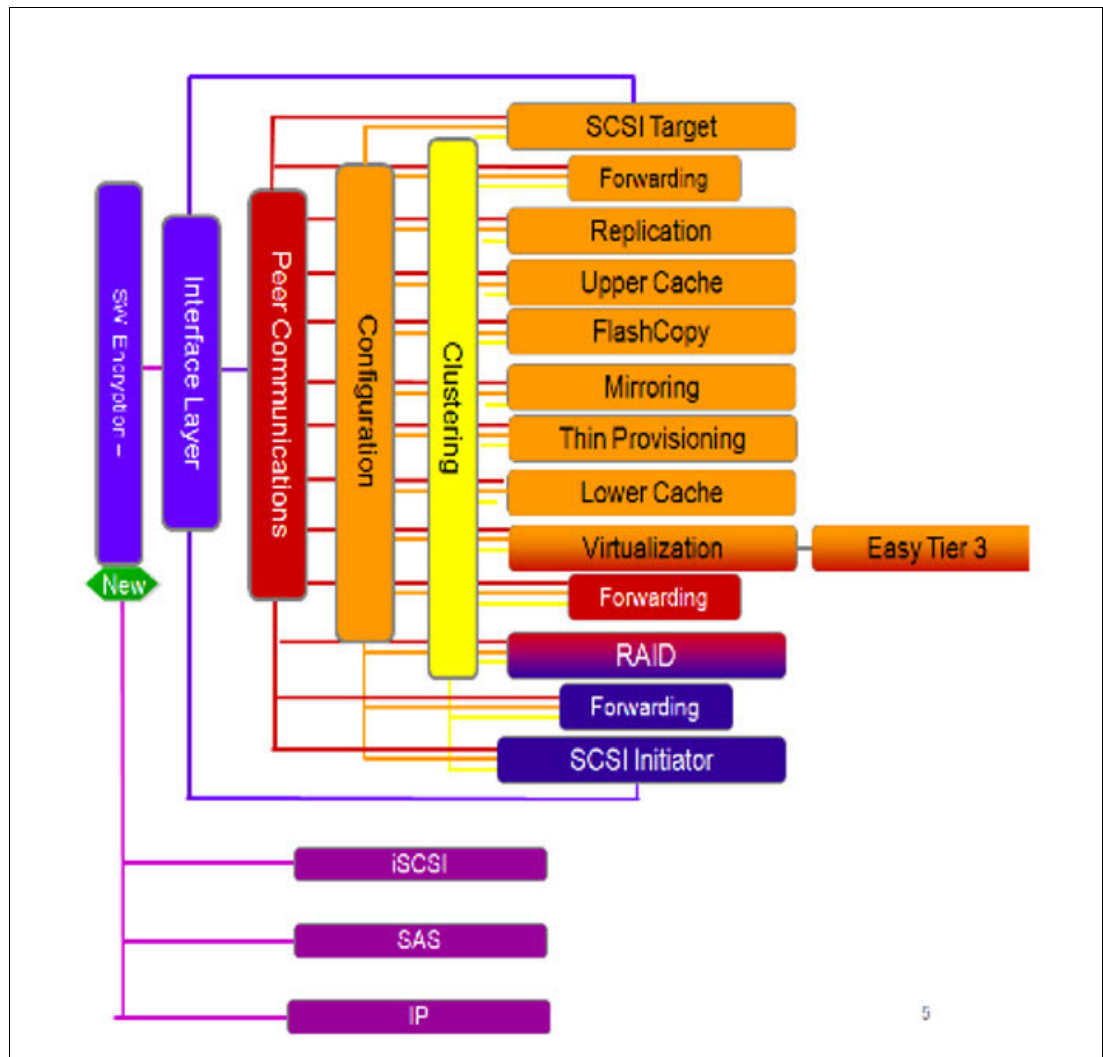 SCSI Target
Forwarding
Replication
Upper Cache
FlashCopy
Mirroring
Thin Provisioning
Lower Cache
Virtualization
Easy Tier 3
Forwarding
RAID
Forwarding
SCSI Initiator
SW Encryption –
New
Interface Layer
Peer Communications
Configuration
Clustering
iSCSI
SAS
IP
5